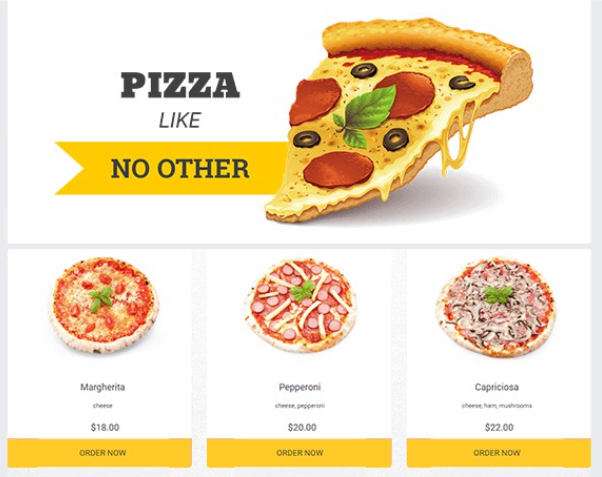 PIZZA
LIKE
NO OTHER
Margherita
cheese
$18.00
ORDER NOW
Pepperoni
cheese, pepperoni
$20.00
ORDER NOW
Capriciosa
cheese, ham, mushrooms
$22.00
ORDER NOW